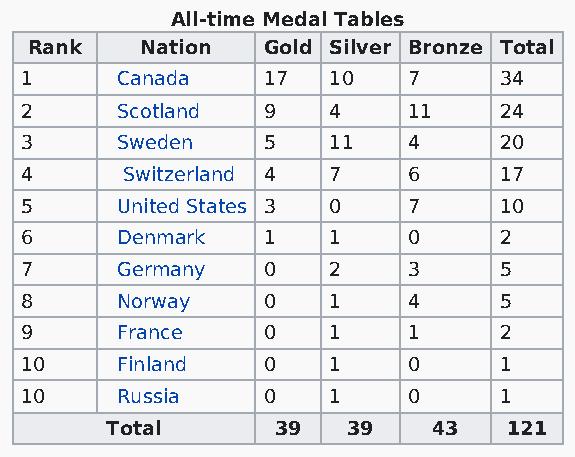 All-time Medal Tables
Rank Nation Gold Silver Bronze Total
1 Canada 17 10 7 34
2 Scotland 9 4 11 24
3 Sweden 5 11 4 20
4 Switzerland 4 7 6 17
5 United States 3 0 7 10
6 Denmark 1 1 0 2
7 Germany 0 2 3 5
8 Norway 0 1 4 5
9 France 0 1 1 2
10 Finland 0 1 0 1
10 Russia 0 1 0 1
Total 39 39 43 121